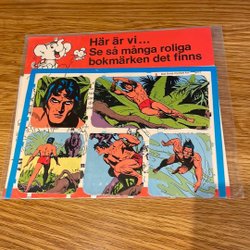 Här är vi...
Se så många roliga
bokmärken det finns